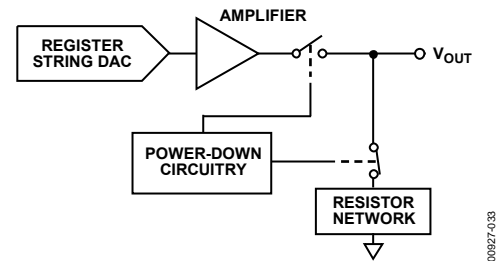 AMPLIFIER
REGISTER
STRING DAC
VOUT
POWER-DOWN
CIRCUITRY
RESISTOR
NETWORK
00927-033